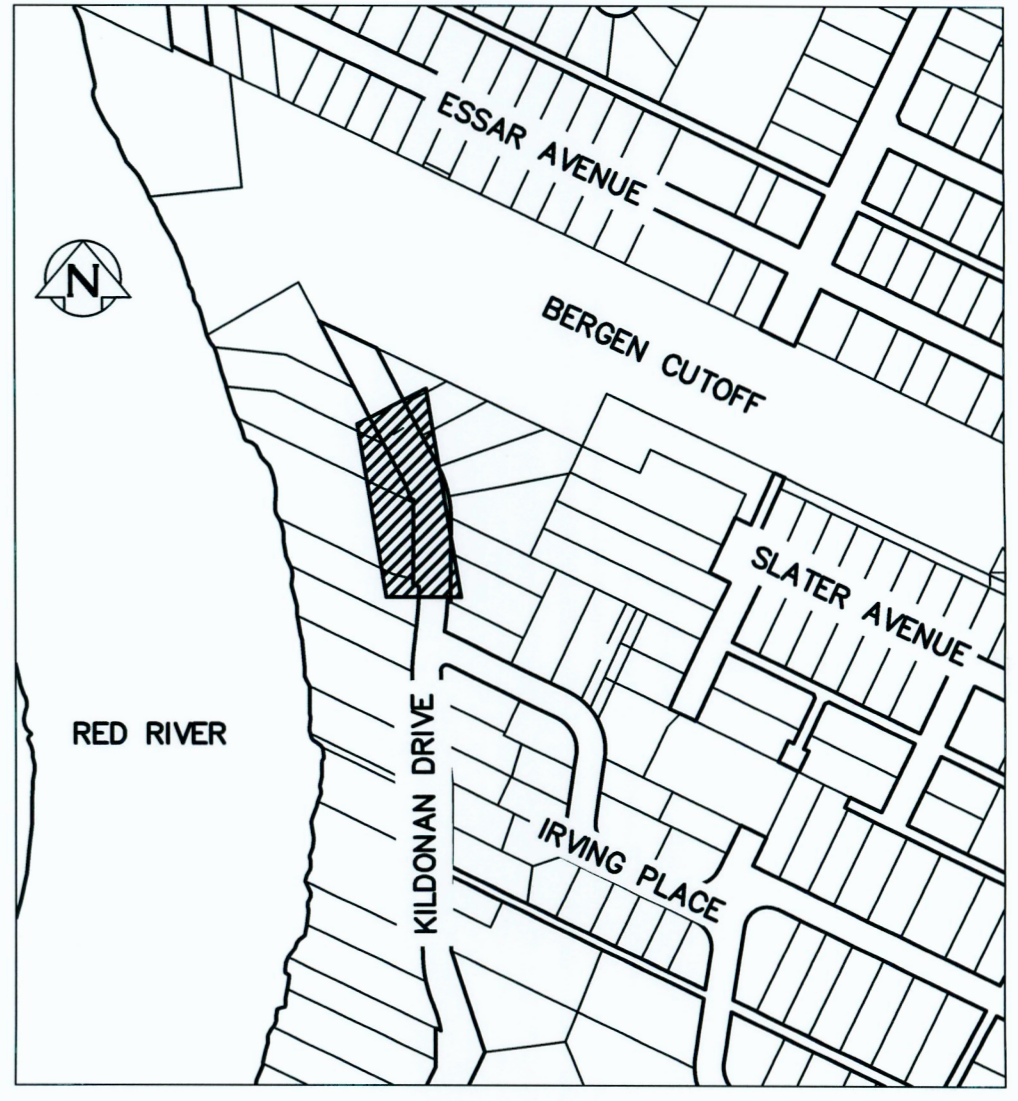 ESSAR AVENUE
N
BERGEN CUTOFF
SLATER AVENUE
RED RIVER
KILDONAN DRIVE
IRVING PLACE